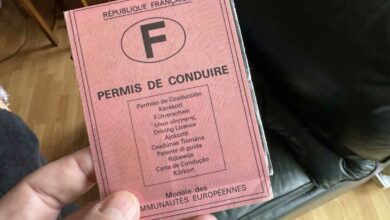 RÉPUBLIQUE FRANÇAISE
F
PERMIS DE CONDUIRE
Permiso de Conducción
Kørekort
Führerschein
Driving Licence
Ajokortti
Ceadúnas Tiomána
Patente di guida
Rijbewijs
Carta de Condução
Körkort
Modèle des
COMMUNAUTÉS EUROPÉENNES